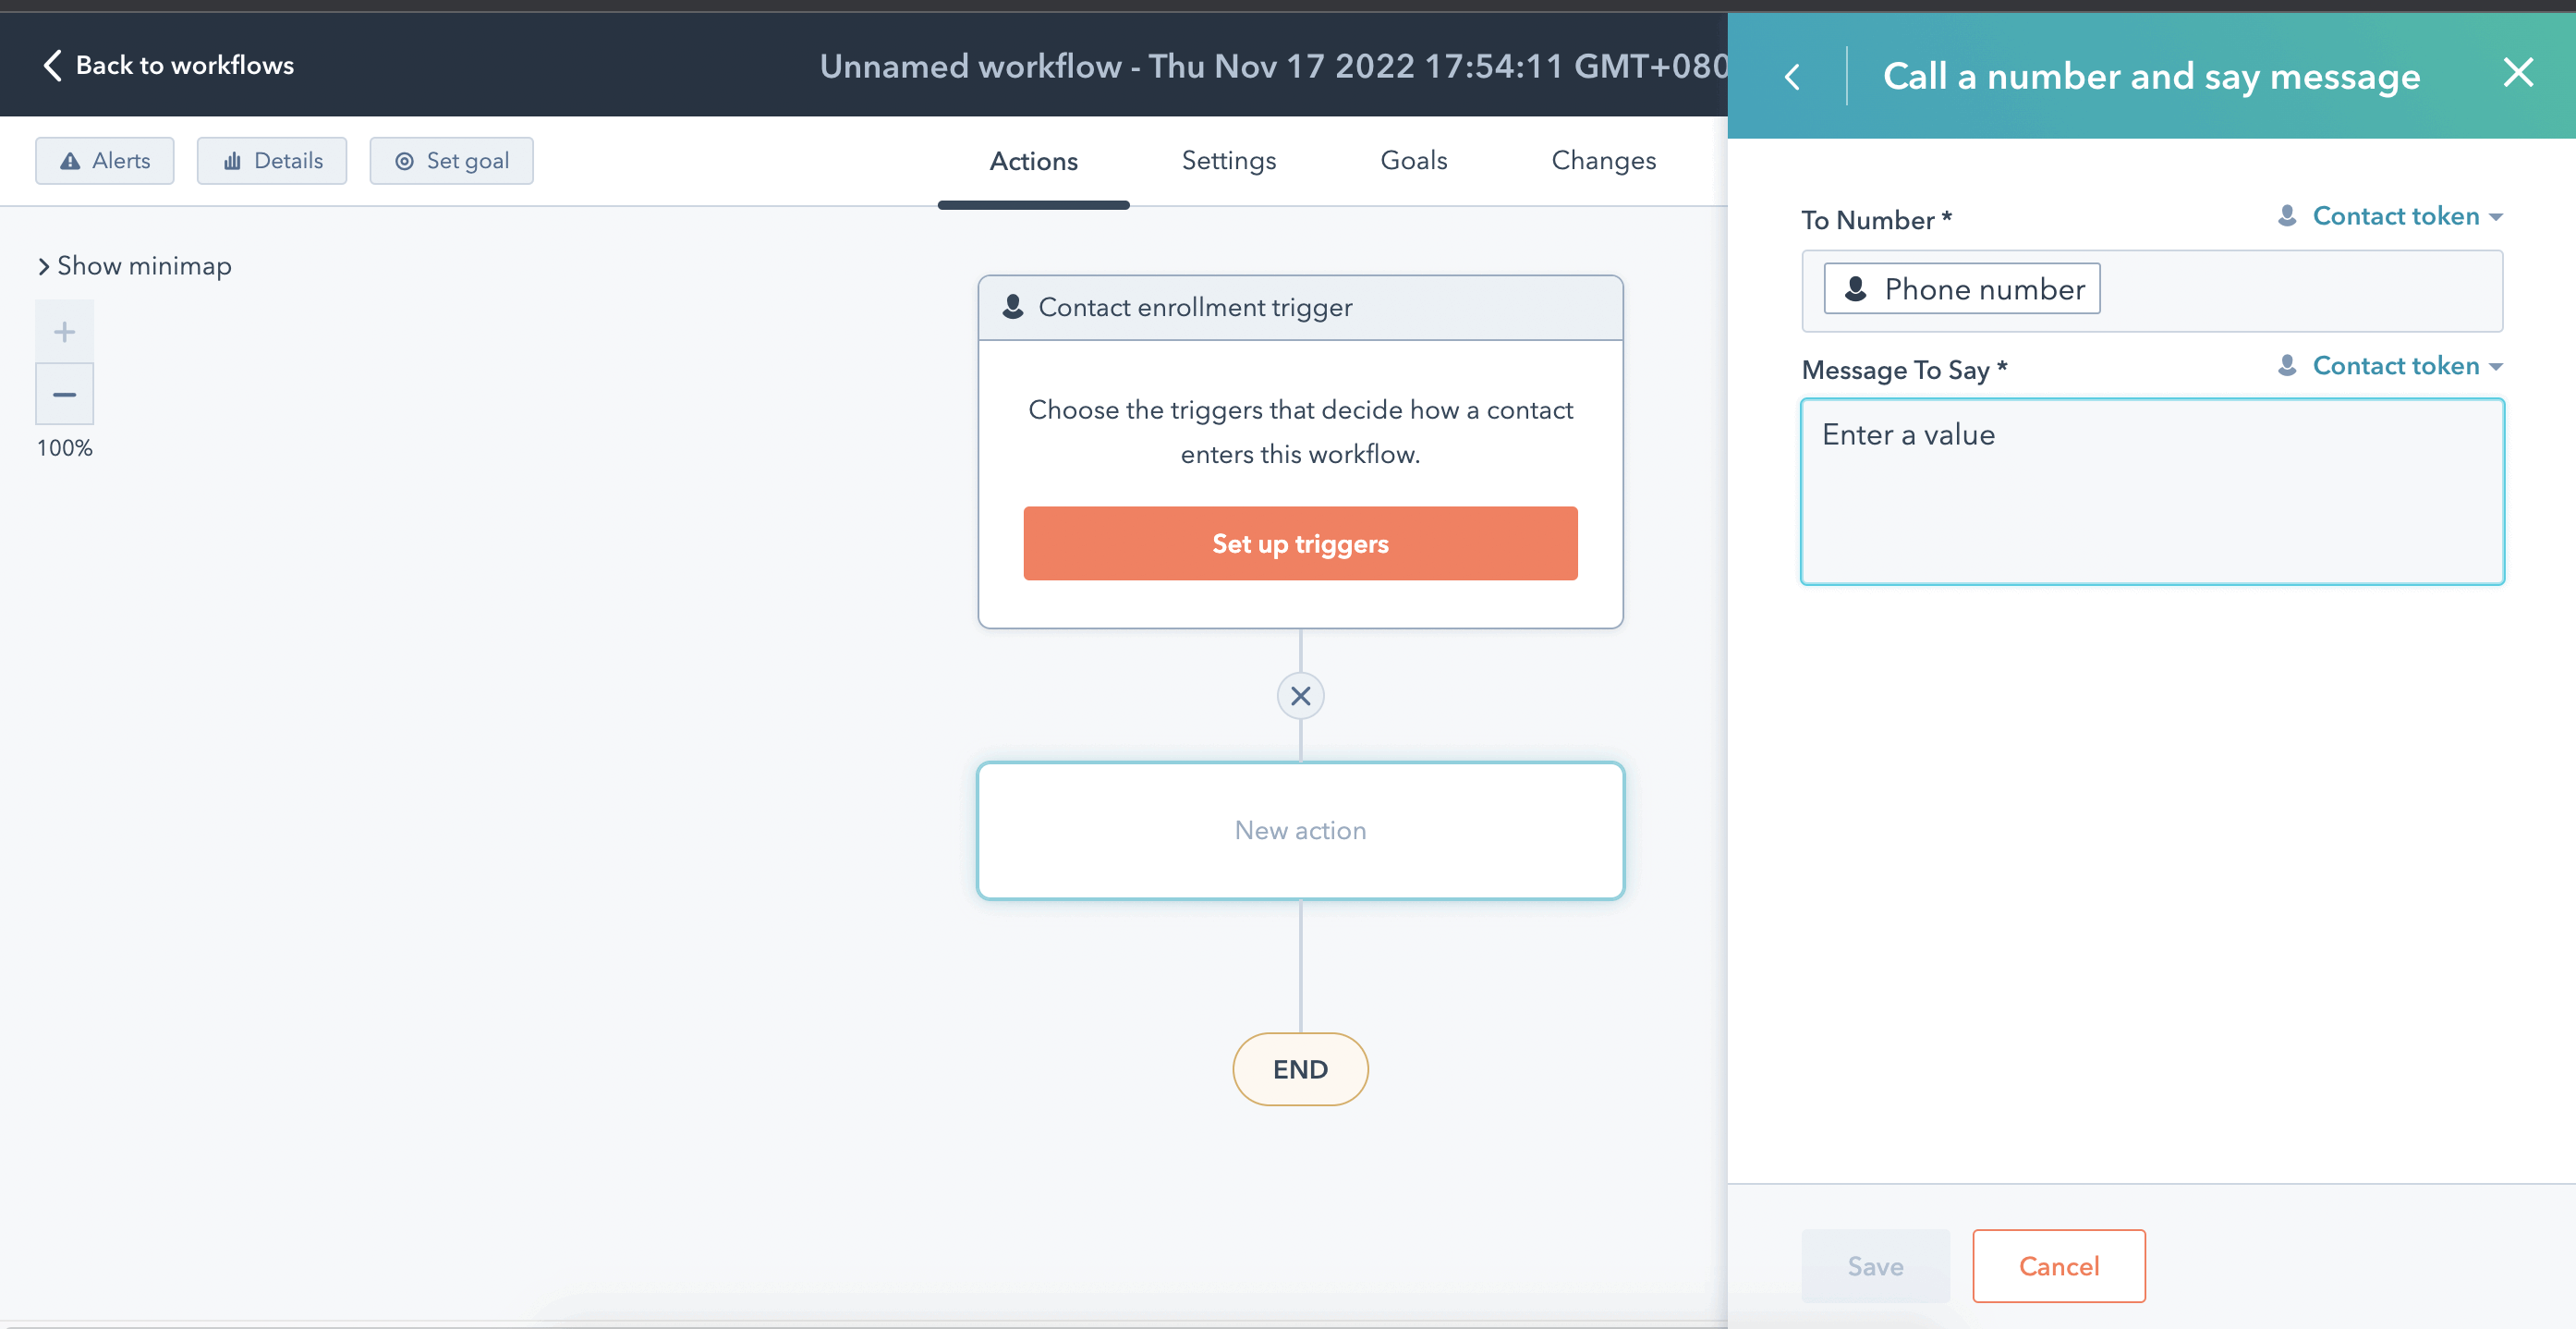 Back to workflows
Unnamed workflow - Thu Nov 17 2022 17:54:11 GMT+080
Call a number and say message
Alerts
Details
Set goal
Actions
Settings
Goals
Changes
Show minimap
100%
Contact enrollment trigger
Choose the triggers that decide how a contact
enters this workflow.
Set up triggers
New action
END
To Number *
Contact token
Phone number
Message To Say *
Contact token
Enter a value
Save
Cancel